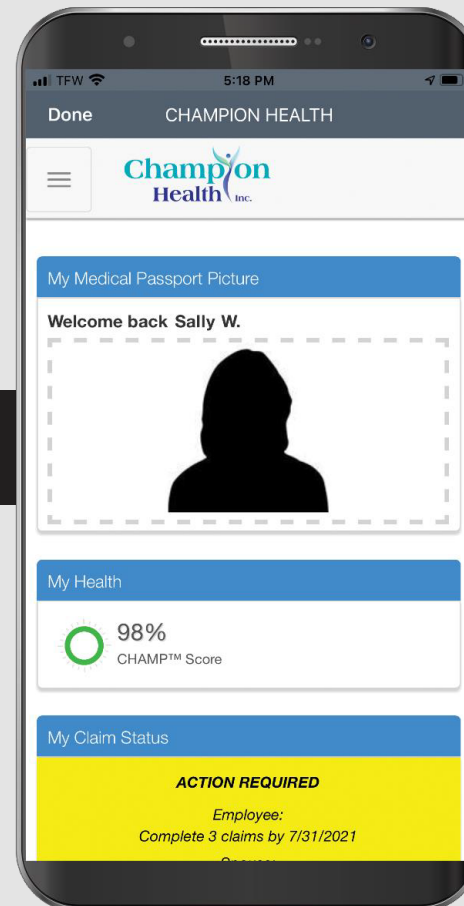 TFW 5:18 PM
Done CHAMPION HEALTH
Champion
Health Inc.
My Medical Passport Picture
Welcome back Sally W.
My Health
98%
CHAMP™ Score
My Claim Status
ACTION REQUIRED
Employee:
Complete 3 claims by 7/31/2021